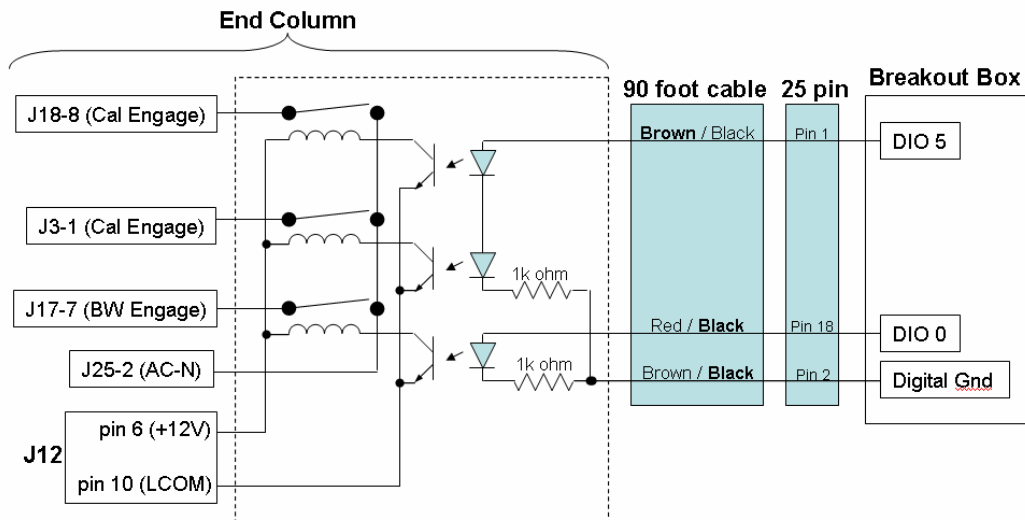 End Column
90 foot cable
25 pin
Breakout Box
J18-8 (Cal Engage)
Brown / Black
Pin 1
DIO 5
J3-1 (Cal Engage)
1k ohm
J17-7 (BW Engage)
Red / Black
Pin 18
DIO 0
J25-2 (AC-N)
1k ohm
Brown / Black
Pin 2
Digital Gnd
J12
pin 6 (+12V)
pin 10 (LCOM)